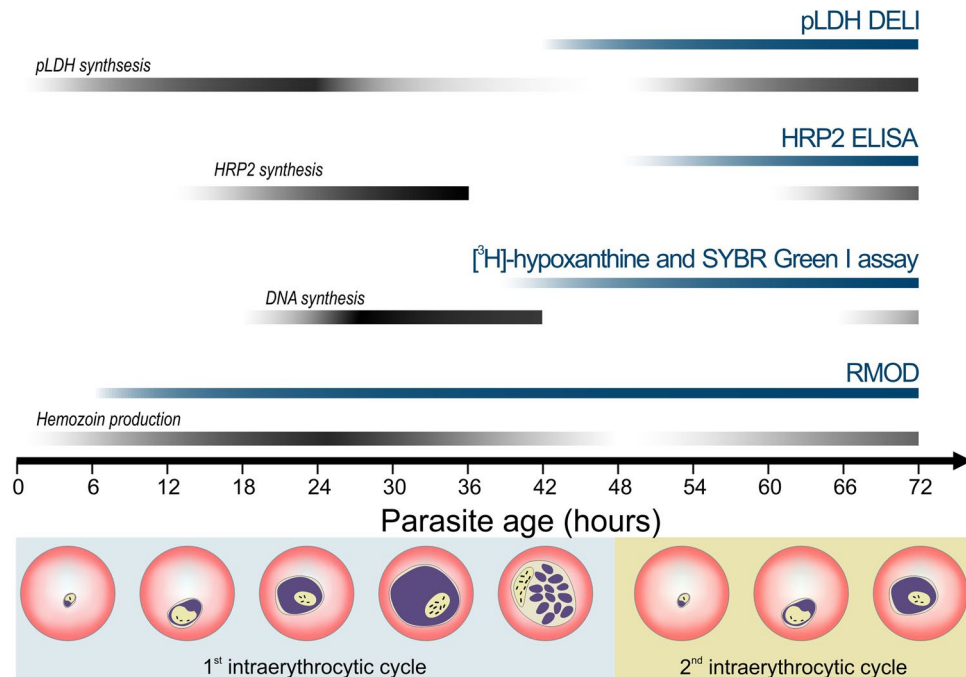 pLDH DELI
pLDH synthsesis
HRP2 ELISA
HRP2 synthesis
[³H]-hypoxanthine and SYBR Green I assay
DNA synthesis
RMOD
Hemozoin production
0 6 12 18 24 30 36 42 48 54 60 66 72
Parasite age (hours)
1st intraerythrocytic cycle
2nd intraerythrocytic cycle